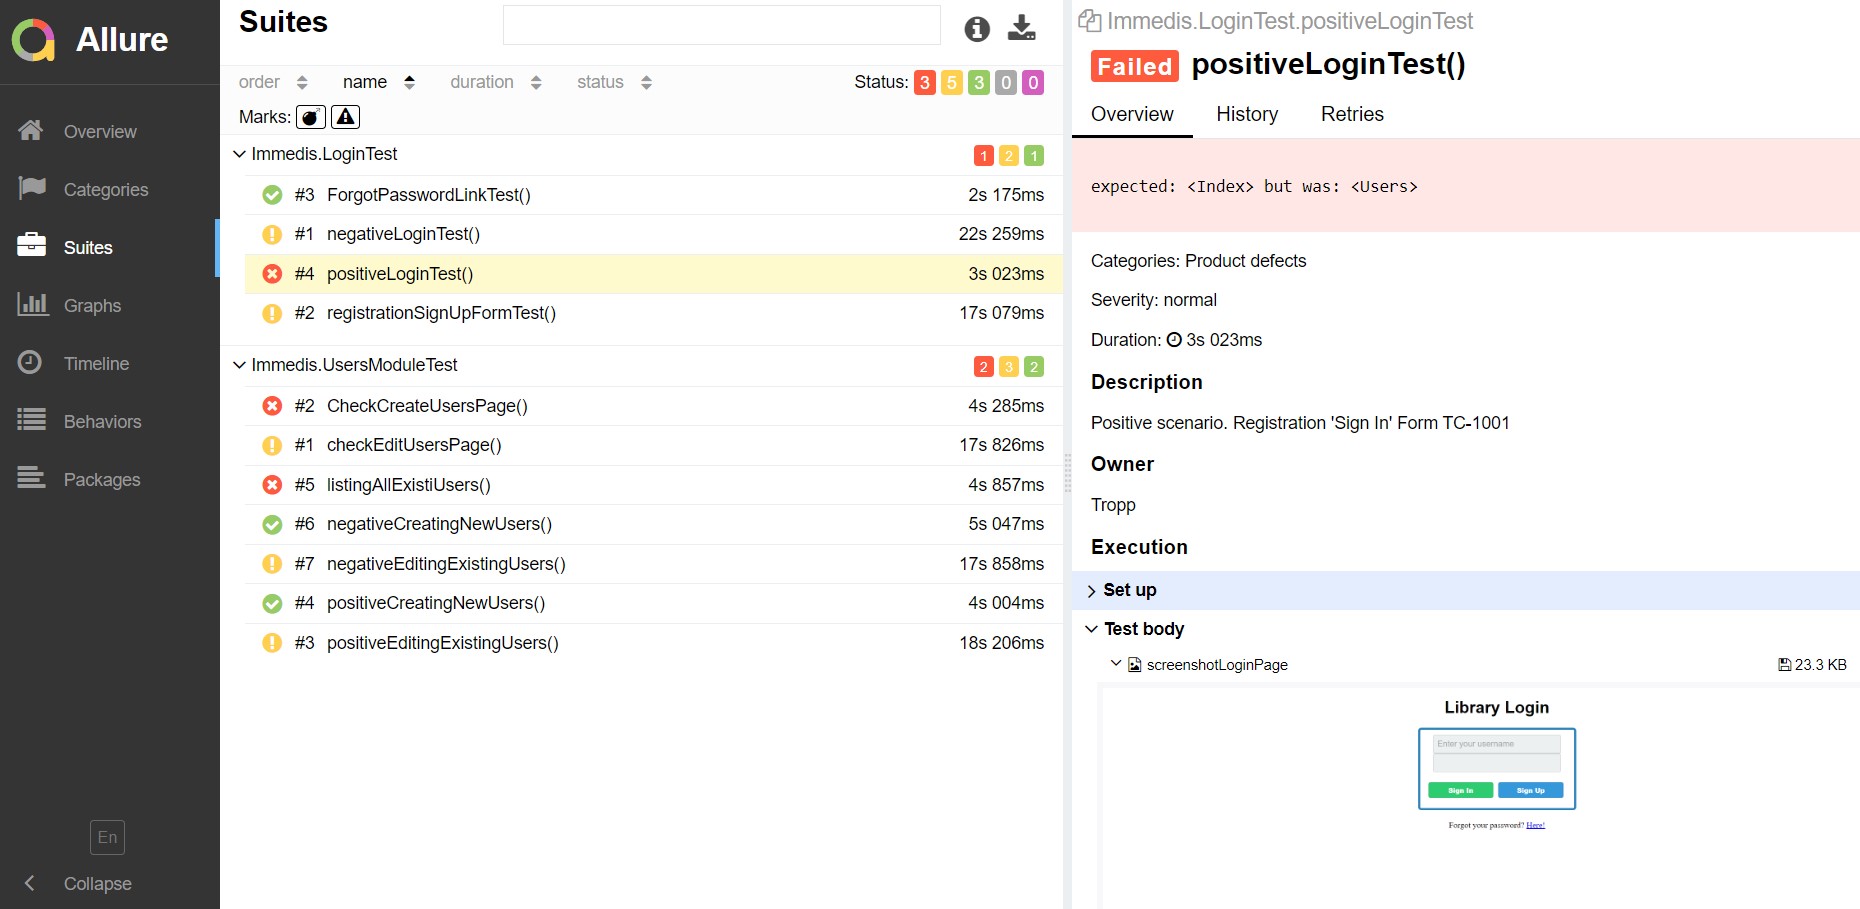 Allure
Overview
Categories
Suites
Graphs
Timeline
Behaviors
Packages
En
Collapse
Suites
order name duration status Status: 3 5 3 0 0
Marks:
Immedis.LoginTest 1 2 1
#3 ForgotPasswordLinkTest() 2s 175ms
#1 negativeLoginTest() 22s 259ms
#4 positiveLoginTest() 3s 023ms
#2 registrationSignUpFormTest() 17s 079ms
Immedis.UsersModuleTest 2 3 2
#2 CheckCreateUsersPage() 4s 285ms
#1 checkEditUsersPage() 17s 826ms
#5 listingAllExistiUsers() 4s 857ms
#6 negativeCreatingNewUsers() 5s 047ms
#7 negativeEditingExistingUsers() 17s 858ms
#4 positiveCreatingNewUsers() 4s 004ms
#3 positiveEditingExistingUsers() 18s 206ms
Immedis.LoginTest.positiveLoginTest
Failed positiveLoginTest()
Overview History Retries
expected: <Index> but was: <Users>
Categories: Product defects
Severity: normal
Duration: 3s 023ms
Description
Positive scenario. Registration 'Sign In' Form TC-1001
Owner
Tropp
Execution
Set up
Test body
screenshotLoginPage 23.3 KB
Library Login
Enter your username
Sign In Sign Up
Forgot your password? Here!